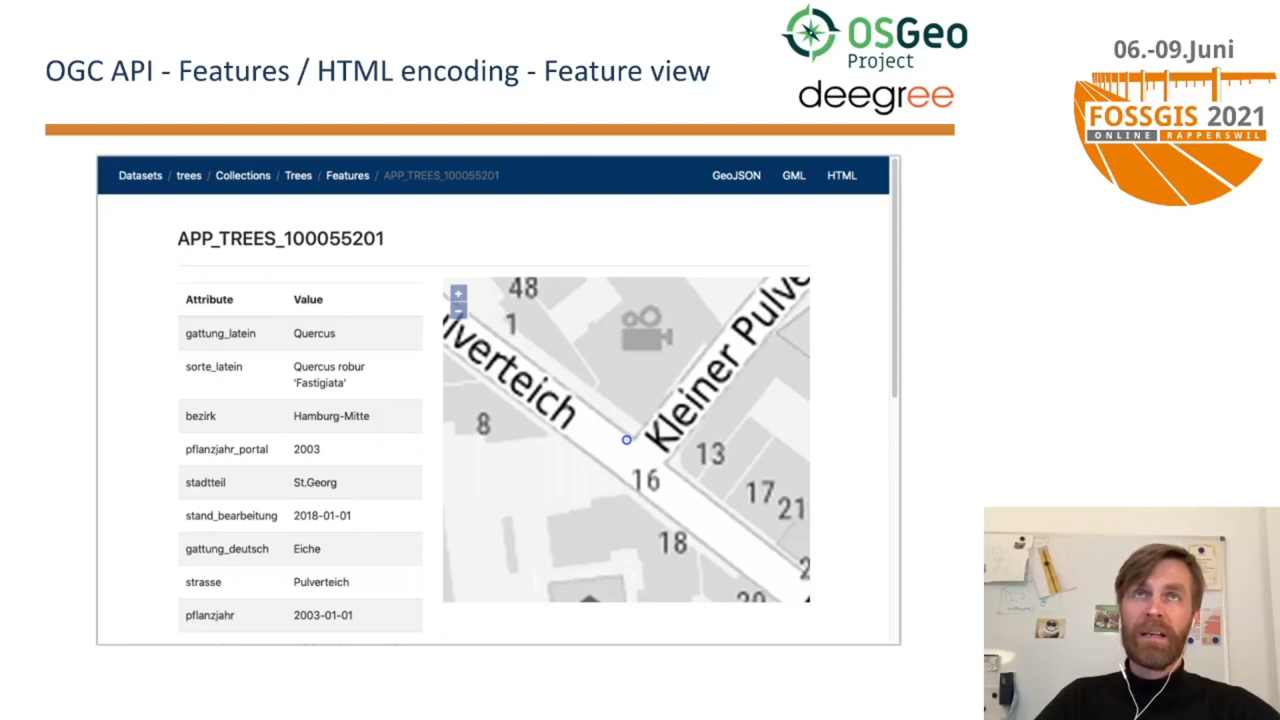 OGC API - Features / HTML encoding - Feature view
OSGeo
Project
deegree
06.-09.Juni
FOSSGIS 2021
ONLINE RAPPERSWIL
Datasets / trees / Collections / Trees / Features / APP_TREES_100055201
GeoJSON GML HTML
APP_TREES_100055201
Attribute Value
gattung_latein Quercus
sorte_latein Quercus robur
'Fastigiata'
bezirk Hamburg-Mitte
pflanzjahr_portal 2003
stadtteil St.Georg
stand_bearbeitung 2018-01-01
gattung_deutsch Eiche
strasse Pulverteich
pflanzjahr 2003-01-01
+
−
48
1
ulverteich
Kleiner Pulve
8
13
16
17
21
18
2
20